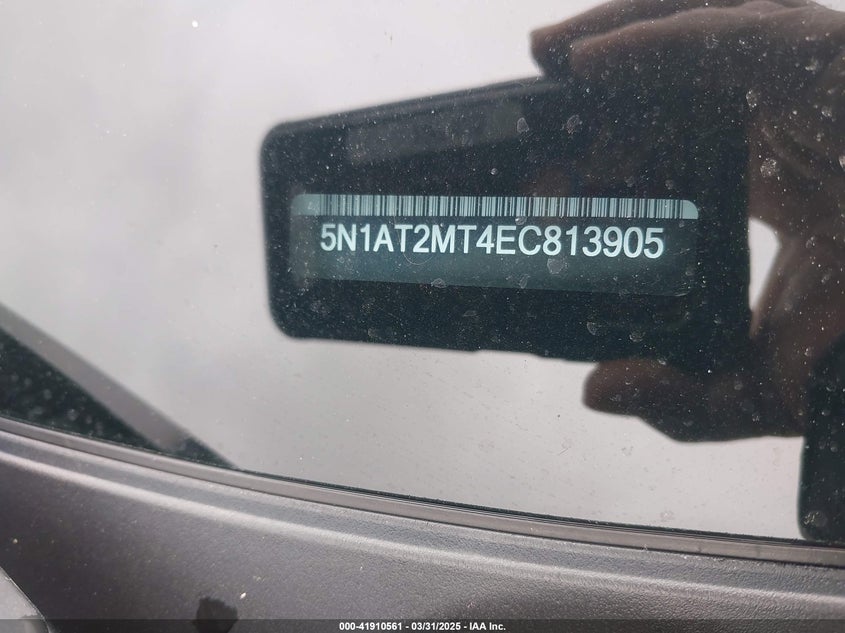 5N1AT2MT4EC813905
000-41910561 | 03/31/2025 - IAA Inc.